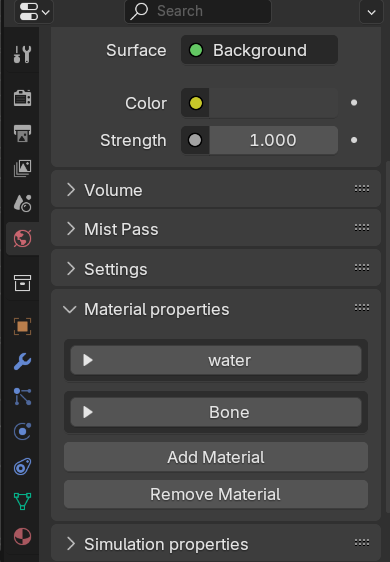 Search
Surface Background
Color
Strength 1.000
Volume
Mist Pass
Settings
Material properties
water
Bone
Add Material
Remove Material
Simulation properties